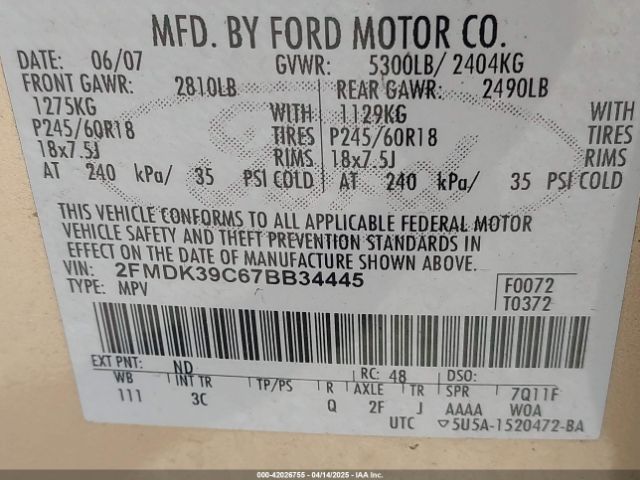 MFD. BY FORD MOTOR CO.
DATE: 06/07 GVWR: 5300LB/ 2404KG
FRONT GAWR: 2810LB REAR GAWR: 2490LB
1275KG WITH 1129KG WITH
P245/60R18 TIRES P245/60R18 TIRES
18x7.5J RIMS 18x7.5J RIMS
AT 240 kPa/ 35 PSI COLD AT 240 kPa/ 35 PSI COLD
THIS VEHICLE CONFORMS TO ALL APPLICABLE FEDERAL MOTOR
VEHICLE SAFETY AND THEFT PREVENTION STANDARDS IN
EFFECT ON THE DATE OF MANUFACTURE SHOWN ABOVE.
VIN: 2FMDK39C67BB34445 F0072
TYPE: MPV T0372
EXT PNT: ND RC: 48 DSO:
WB INT TR TP/PS R AXLE TR SPR 7Q11F
111 3C Q 2F J AAAA W0A
UTC ▽5U5A-1520472-BA
000-42026755 - 04/14/2025 - IAAI.COM